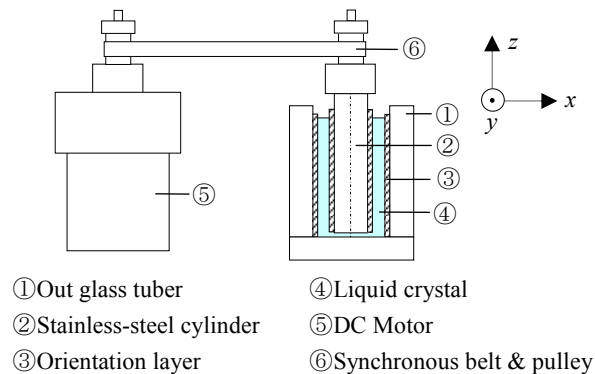 ⑥
z
x
y
①
②
③
④
⑤
①Out glass tuber
④Liquid crystal
②Stainless-steel cylinder
⑤DC Motor
③Orientation layer
⑥Synchronous belt & pulley